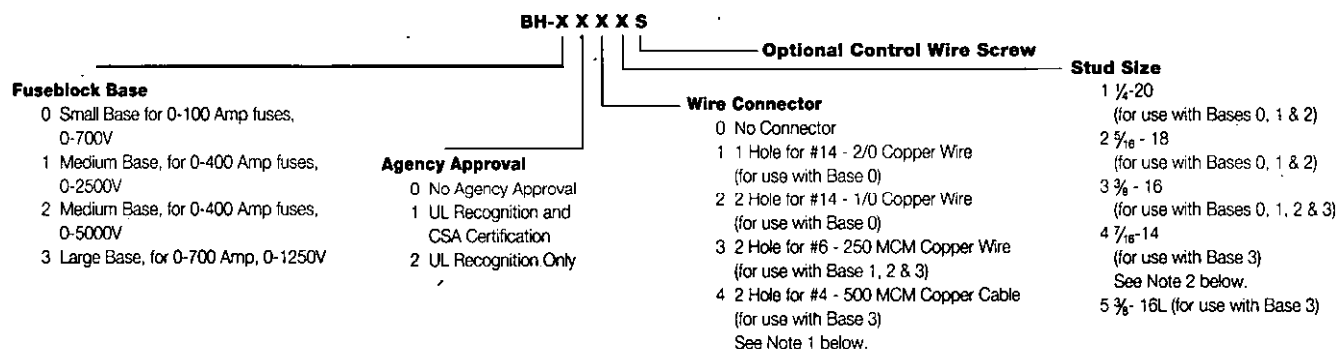 BH-X X X X S
Optional Control Wire Screw
Fuseblock Base
0 Small Base for 0-100 Amp fuses,
0-700V
1 Medium Base, for 0-400 Amp fuses,
0-2500V
2 Medium Base, for 0-400 Amp fuses,
0-5000V
3 Large Base, for 0-700 Amp, 0-1250V
Agency Approval
0 No Agency Approval
1 UL Recognition and
CSA Certification
2 UL Recognition Only
Wire Connector
0 No Connector
1 1 Hole for #14 - 2/0 Copper Wire
(for use with Base 0)
2 2 Hole for #14 - 1/0 Copper Wire
(for use with Base 0)
3 2 Hole for #6 - 250 MCM Copper Wire
(for use with Base 1, 2 & 3)
4 2 Hole for #4 - 500 MCM Copper Cable
(for use with Base 3)
See Note 1 below.
Stud Size
1 1/4-20
(for use with Bases 0, 1 & 2)
2 5/16 - 18
(for use with Bases 0, 1 & 2)
3 3/8 - 16
(for use with Bases 0, 1, 2 & 3)
4 7/16-14
(for use with Base 3)
See Note 2 below.
5 3/8- 16L (for use with Base 3)